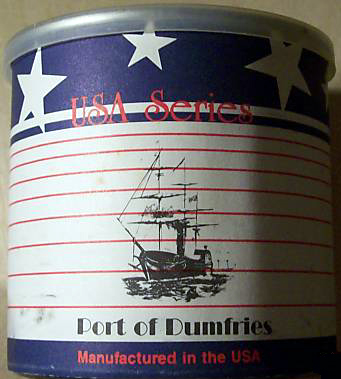 USA Series
Port of Dumfries
Manufactured in the USA